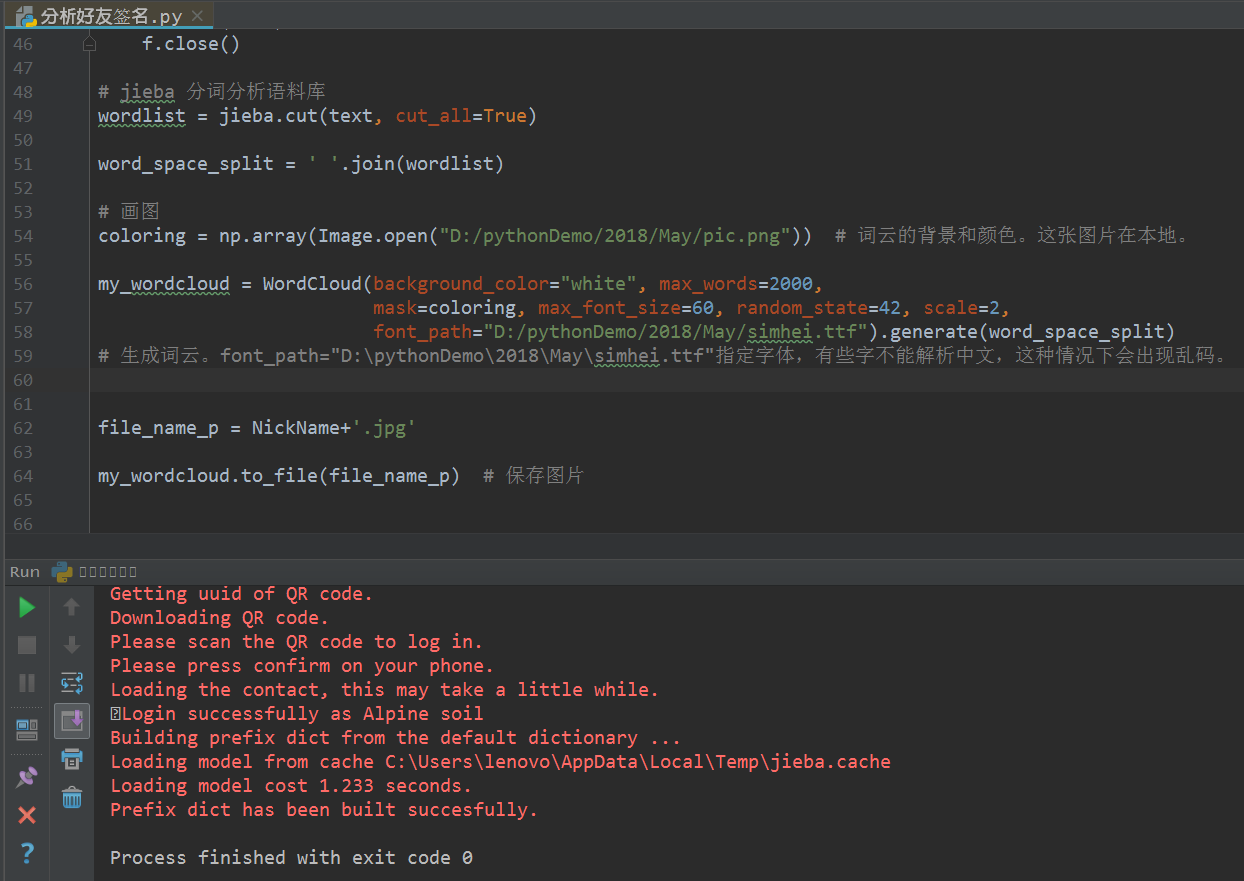 分析好友签名.py
46 f.close()
47
48 # jieba 分词分析语料库
49 wordlist = jieba.cut(text, cut_all=True)
50
51 word_space_split = ' '.join(wordlist)
52
53 # 画图
54 coloring = np.array(Image.open("D:/pythonDemo/2018/May/pic.png"))  # 词云的背景和颜色。这张图片在本地。
55
56 my_wordcloud = WordCloud(background_color="white", max_words=2000,
57 mask=coloring, max_font_size=60, random_state=42, scale=2,
58 font_path="D:/pythonDemo/2018/May/simhei.ttf").generate(word_space_split)
59 # 生成词云。font_path="D:\pythonDemo\2018\May\simhei.ttf"指定字体，有些字不能解析中文，这种情况下会出现乱码。
60
61
62 file_name_p = NickName+'.jpg'
63
64 my_wordcloud.to_file(file_name_p)  # 保存图片
65
66
Run
Getting uuid of QR code.
Downloading QR code.
Please scan the QR code to log in.
Please press confirm on your phone.
Loading the contact, this may take a little while.
Login successfully as Alpine soil
Building prefix dict from the default dictionary ...
Loading model from cache C:\Users\lenovo\AppData\Local\Temp\jieba.cache
Loading model cost 1.233 seconds.
Prefix dict has been built succesfully.
Process finished with exit code 0